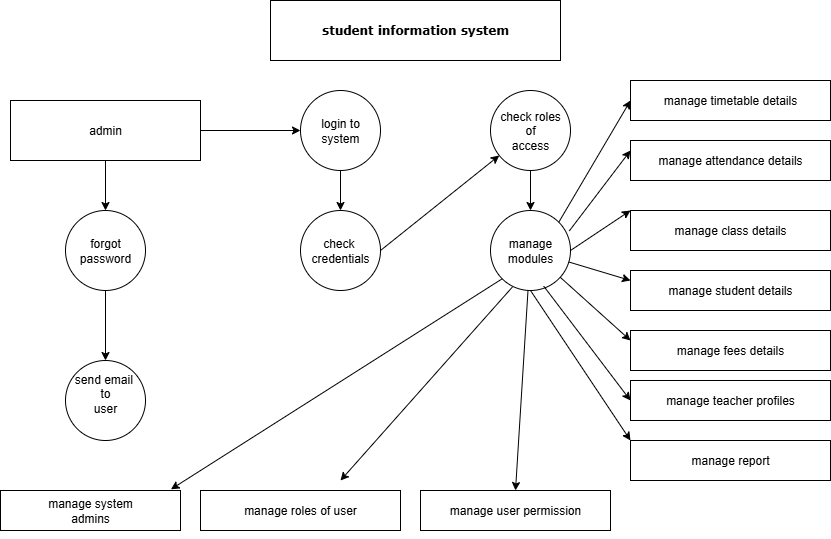 student information system
admin
login to
system
check roles
of
access
manage timetable details
manage attendance details
forgot
password
check
credentials
manage
modules
manage class details
manage student details
manage fees details
send email
to
user
manage teacher profiles
manage report
manage system
admins
manage roles of user
manage user permission